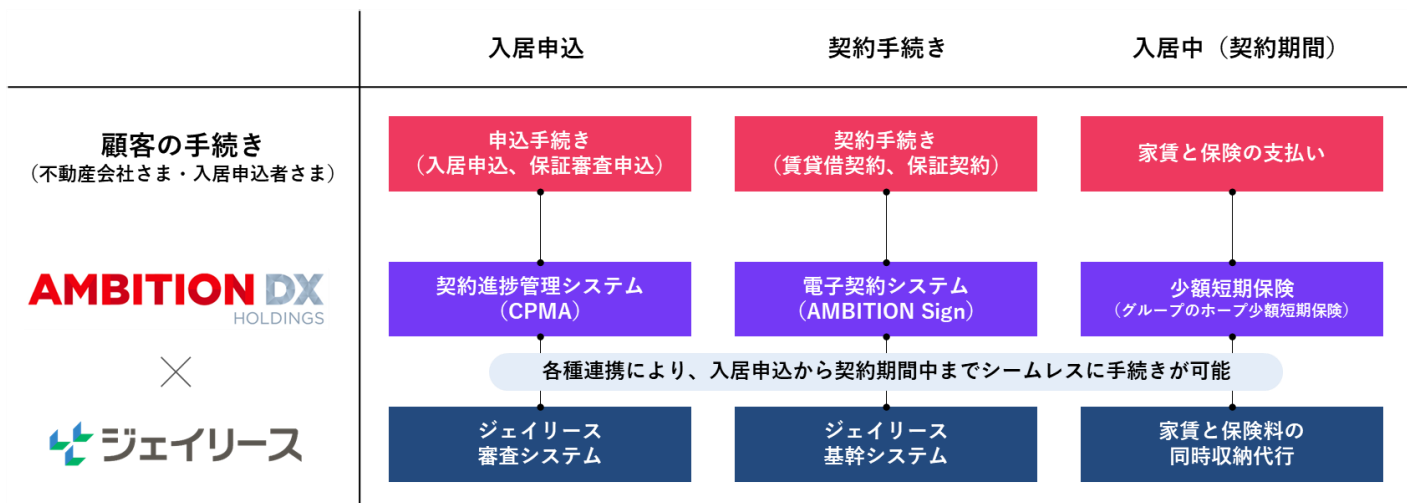 入居申込
契約手続き
入居中（契約期間）
顧客の手続き
（不動産会社さま・入居申込者さま）
申込手続き
（入居申込、保証審査申込）
契約手続き
（賃貸借契約、保証契約）
家賃と保険の支払い
AMBITION DX
HOLDINGS
契約進捗管理システム
（CPMA）
電子契約システム
（AMBITION Sign）
少額短期保険
（グループのホープ少額短期保険）
各種連携により、入居申込から契約期間中までシームレスに手続きが可能
ジェイリース
ジェイリース
審査システム
ジェイリース
基幹システム
家賃と保険料の
同時収納代行